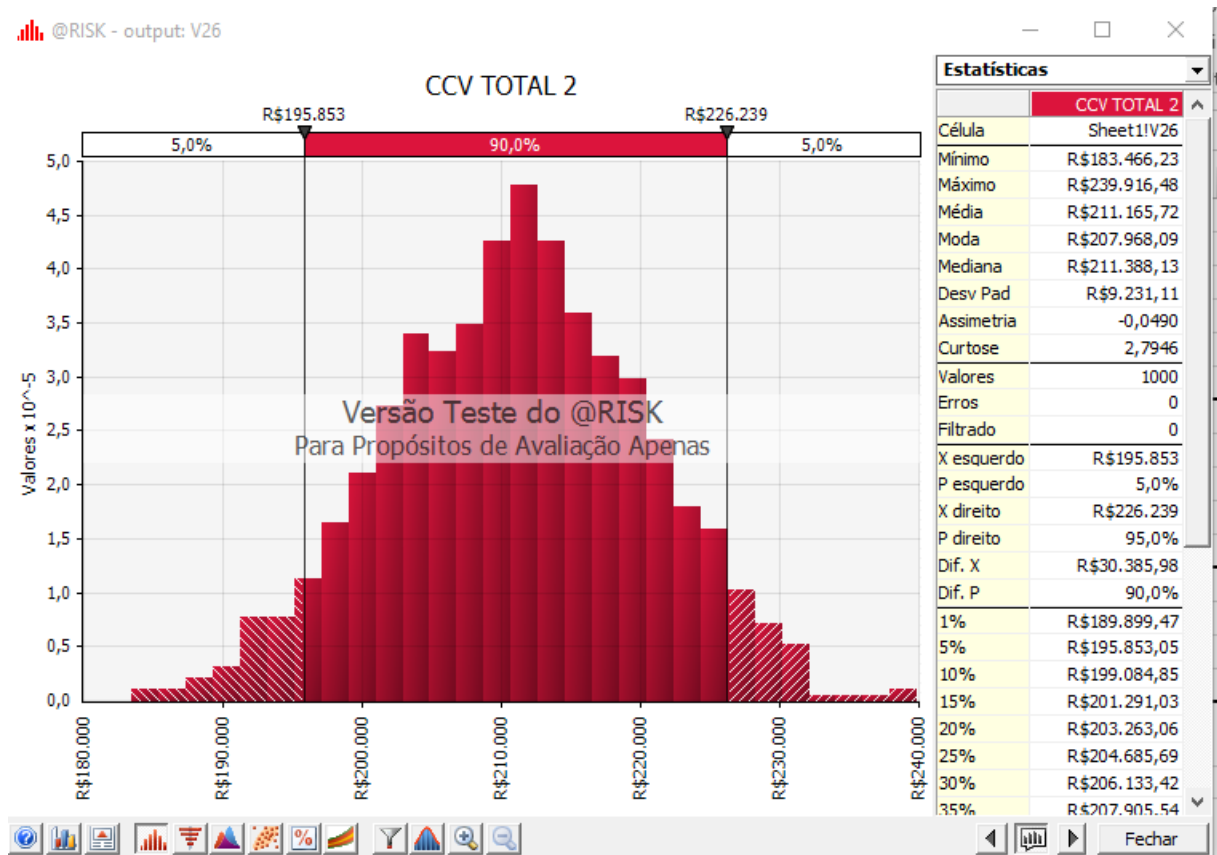 @RISK - output: V26
CCV TOTAL 2
R$195.853 R$226.239
5,0% 90,0% 5,0%
5,0
4,5
4,0
3,5
3,0
2,5
2,0
1,5
1,0
0,5
0,0
Valores x 10^-5
Versão Teste do @RISK
Para Propósitos de Avaliação Apenas
R$180.000
R$190.000
R$200.000
R$210.000
R$220.000
R$230.000
R$240.000
Estatísticas
CCV TOTAL 2
Célula Sheet1!V26
Mínimo R$183.466,23
Máximo R$239.916,48
Média R$211.165,72
Moda R$207.968,09
Mediana R$211.388,13
Desv Pad R$9.231,11
Assimetria -0,0490
Curtose 2,7946
Valores 1000
Erros 0
Filtrado 0
X esquerdo R$195.853
P esquerdo 5,0%
X direito R$226.239
P direito 95,0%
Dif. X R$30.385,98
Dif. P 90,0%
1% R$189.899,47
5% R$195.853,05
10% R$199.084,85
15% R$201.291,03
20% R$203.263,06
25% R$204.685,69
30% R$206.133,42
35% R$207.905,54
Fechar